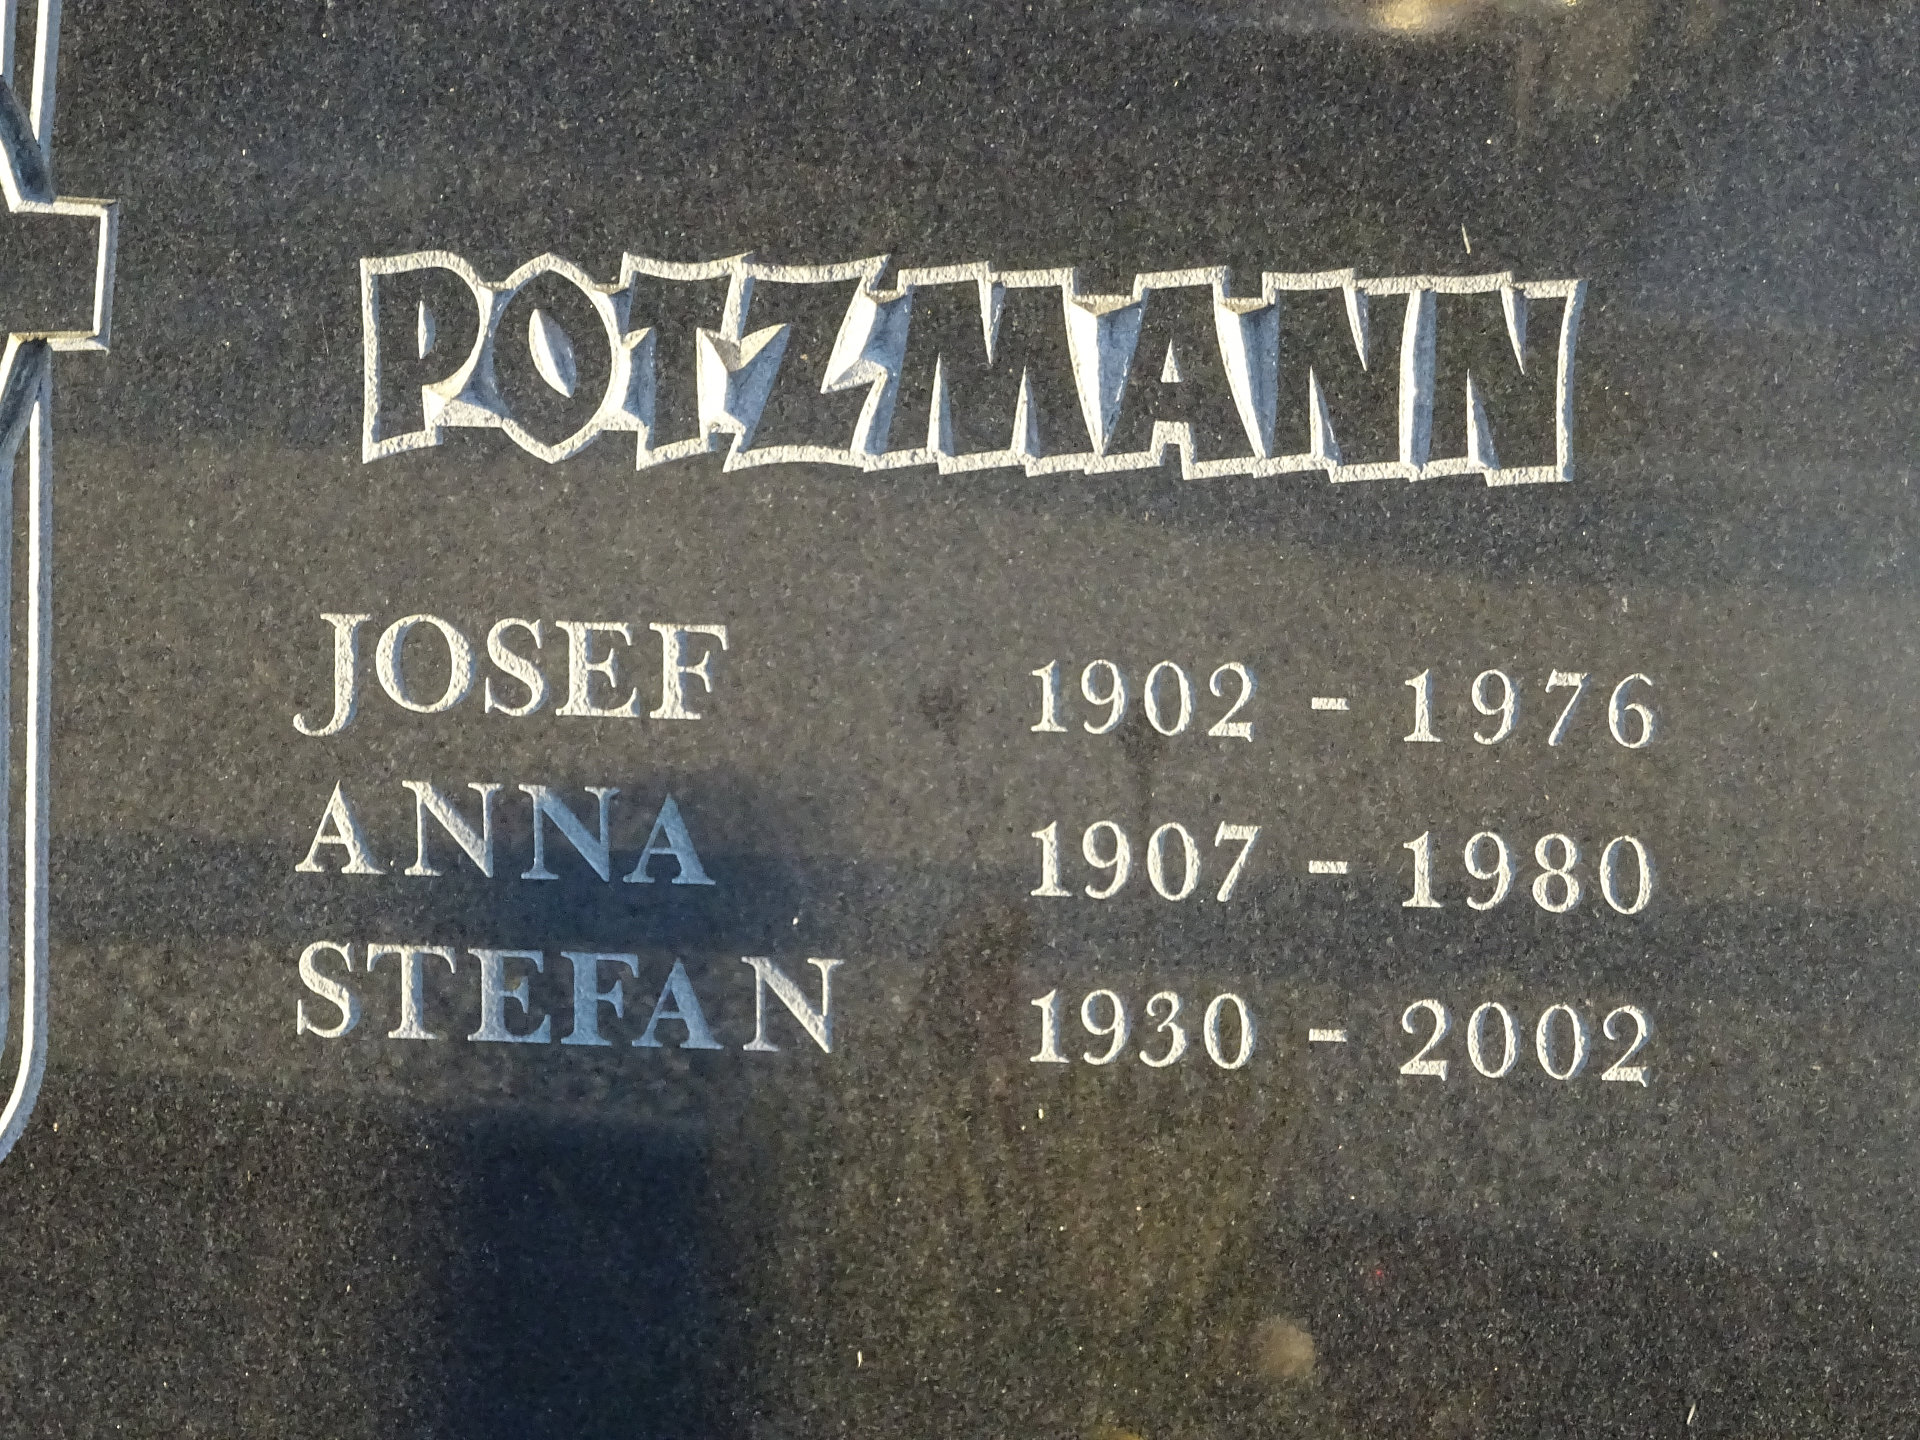 POTZMANN
JOSEF 1902 - 1976
ANNA 1907 - 1980
STEFAN 1930 - 2002